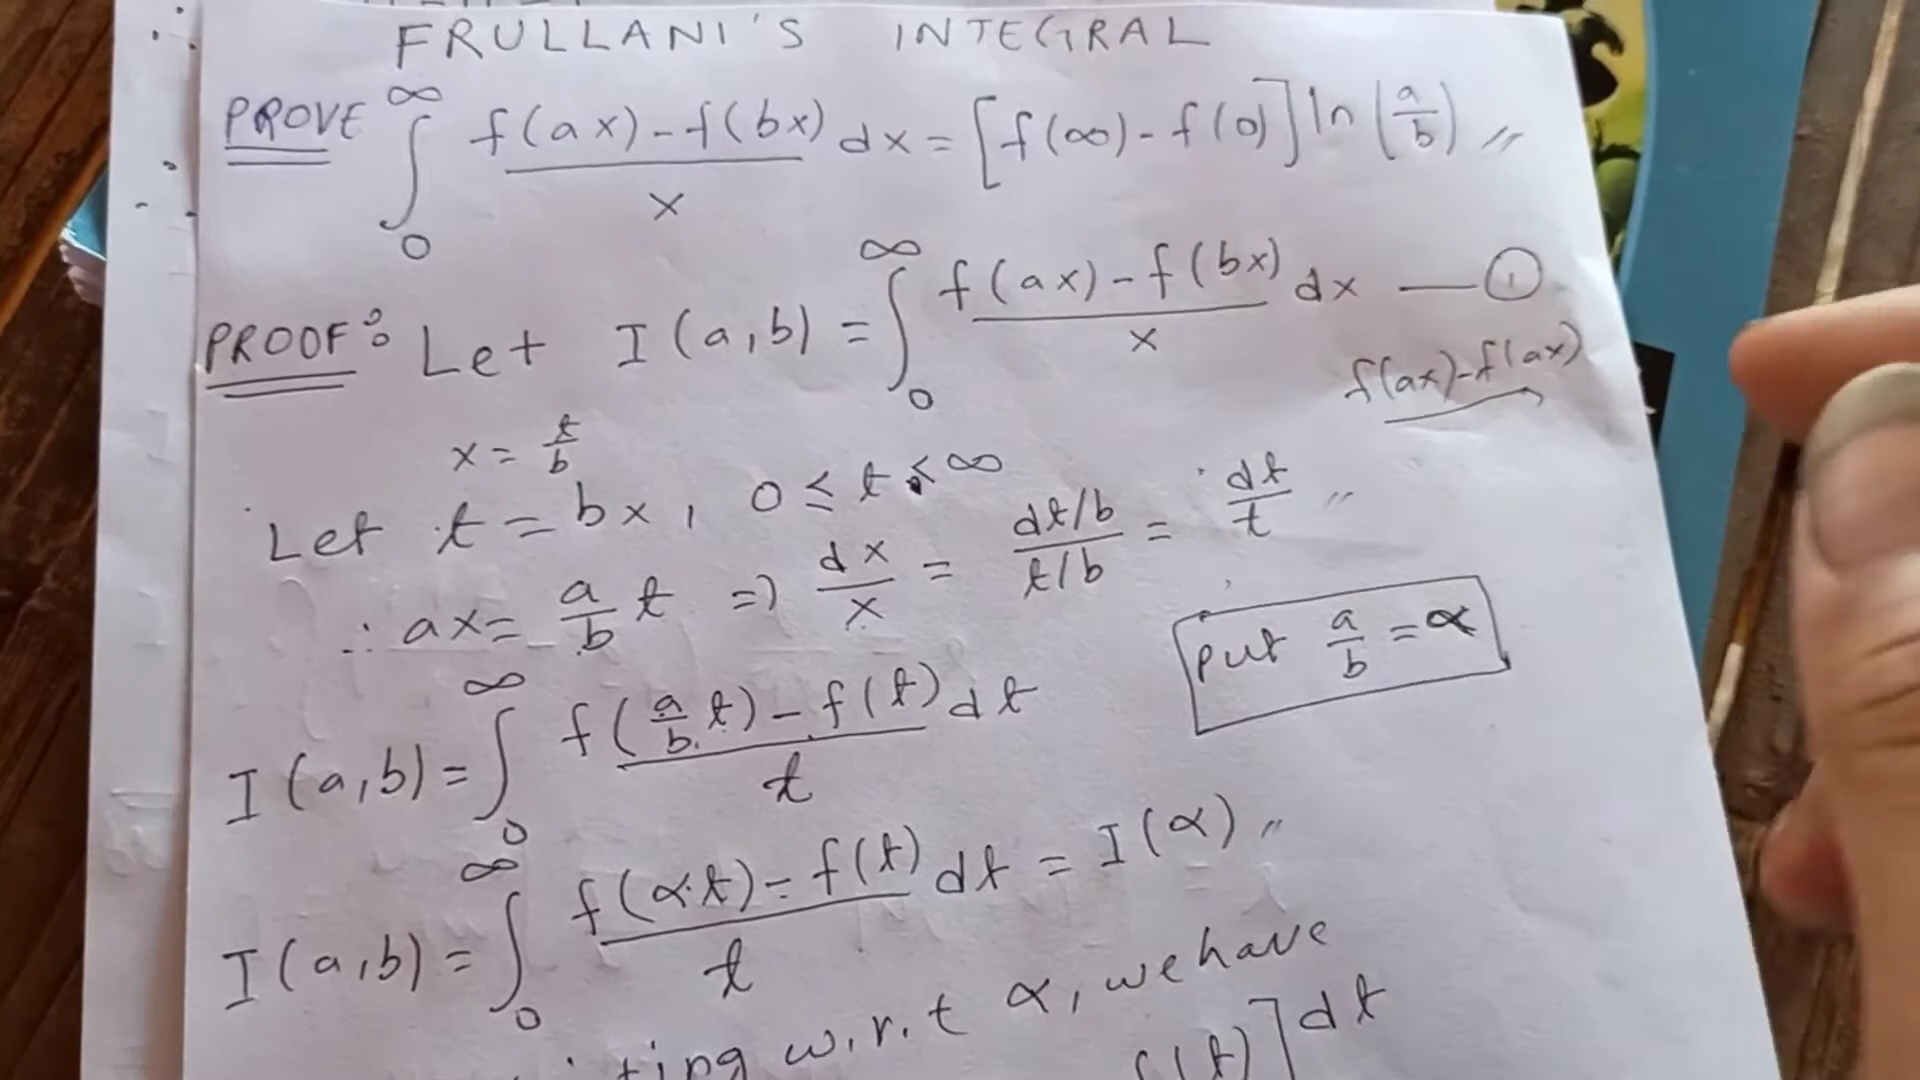 FRULLANI'S INTEGRAL
PROVE ∫₀^∞ (f(ax) - f(bx))/x dx = [f(∞) - f(0)] ln (a/b) //
PROOF: Let I(a,b) = ∫₀^∞ (f(ax) - f(bx))/x dx — ①
f(ax) - f(ax)
x = t/b
Let t = bx, 0 ≤ t < ∞
∴ ax = a/b t => dx/x = (dt/b)/(t/b) = dt/t //
put a/b = α
I(a,b) = ∫₀^∞ (f(a/b t) - f(t))/t dt
I(a,b) = ∫₀^∞ (f(αt) - f(t))/t dt = I(α) //
w.r.t α, we have
f(t)] dt